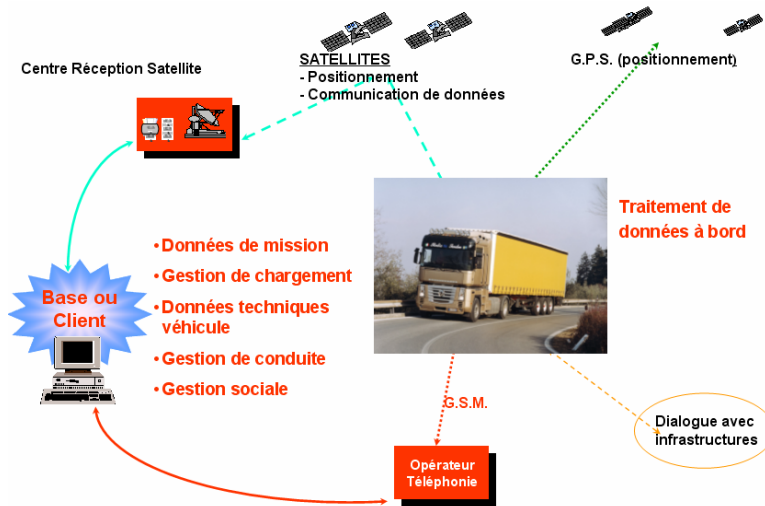 SATELLITES
- Positionnement
- Communication de données
G.P.S. (positionnement)
Centre Réception Satellite
Traitement de
données à bord
• Données de mission
• Gestion de chargement
• Données techniques
véhicule
• Gestion de conduite
• Gestion sociale
Base ou
Client
G.S.M.
Dialogue avec
infrastructures
Opérateur
Téléphonie